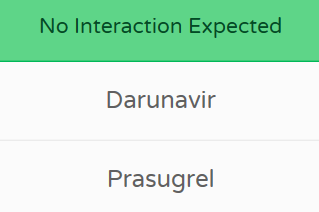 No Interaction Expected
Darunavir
Prasugrel